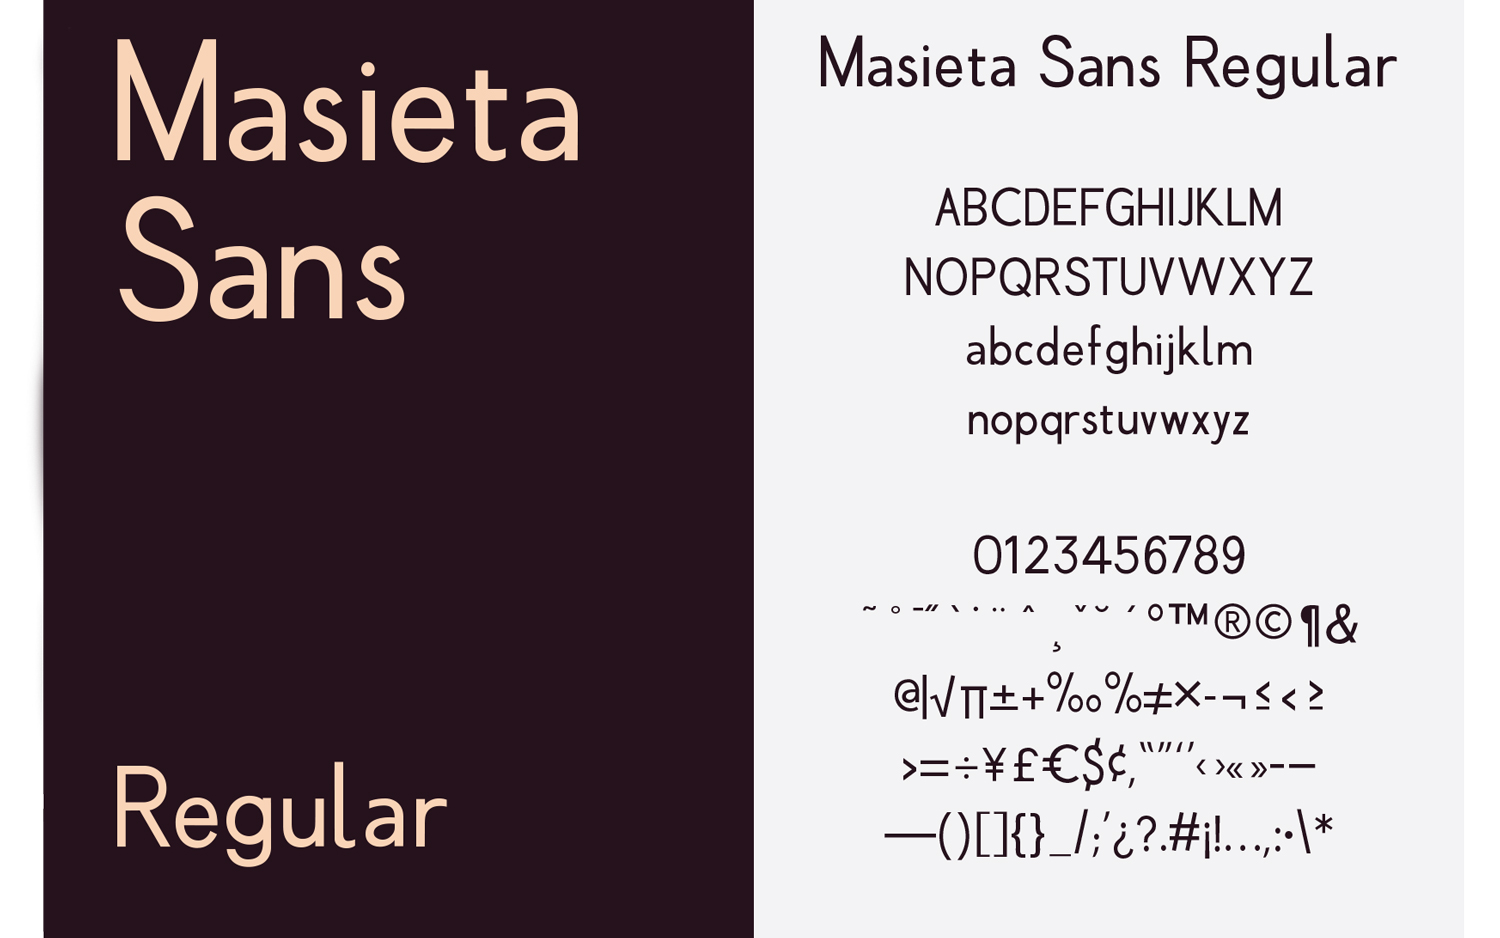 Masieta
Sans
Regular
Masieta Sans Regular
ABCDEFGHIJKLM
NOPQRSTUVWXYZ
abcdefghijklm
nopqrstuvwxyz
0123456789
˜ ° ¯ ˝ ` ˙ ¨ ˆ ¸ ˇ ˘ ´ °™®©¶&
@|√∏±+‰%≠×-¬≤<≥
>=÷¥£€$¢‚“”‘’‹›«»-–
—()[]{}_/;'¿?.#¡!…,:·\*